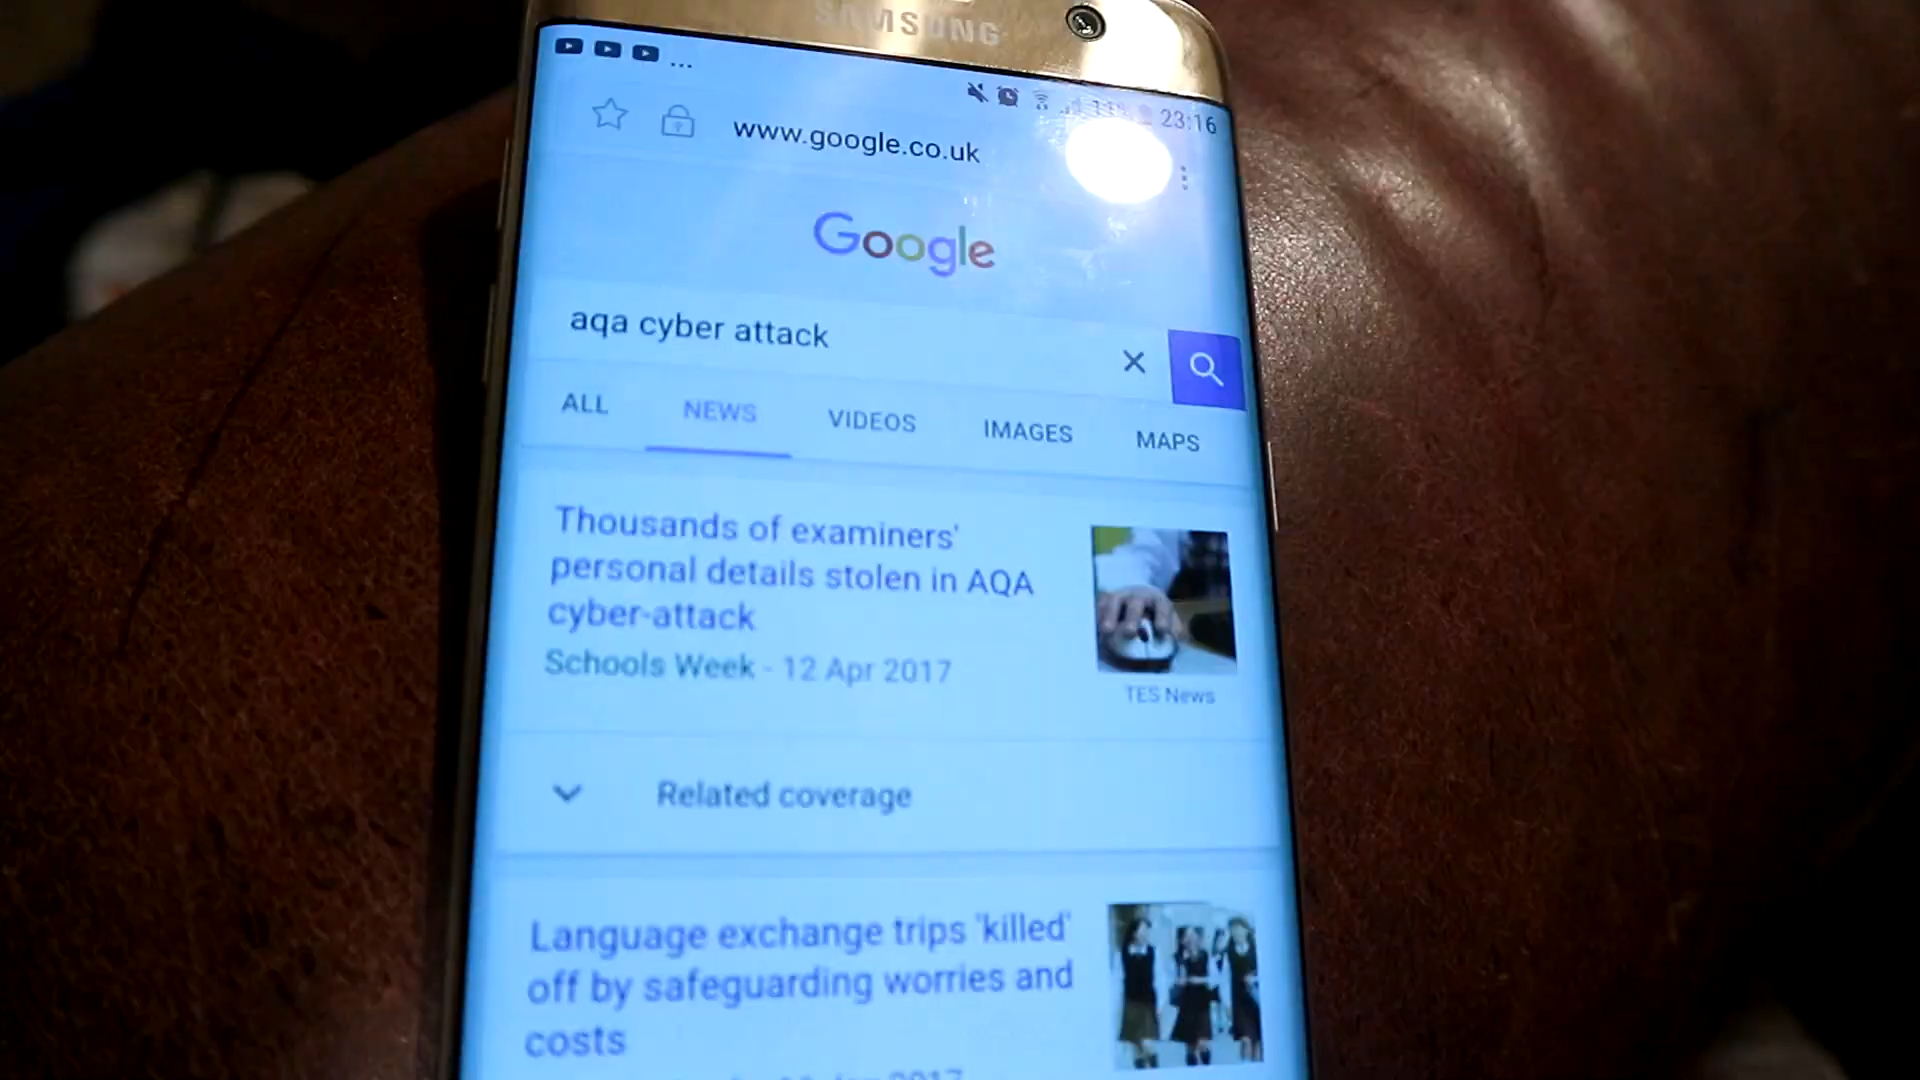 SAMSUNG
...
23:16
www.google.co.uk
Google
aqa cyber attack
ALL NEWS VIDEOS IMAGES MAPS
Thousands of examiners'
personal details stolen in AQA
cyber-attack
Schools Week - 12 Apr 2017
TES News
Related coverage
Language exchange trips 'killed'
off by safeguarding worries and
costs
2017